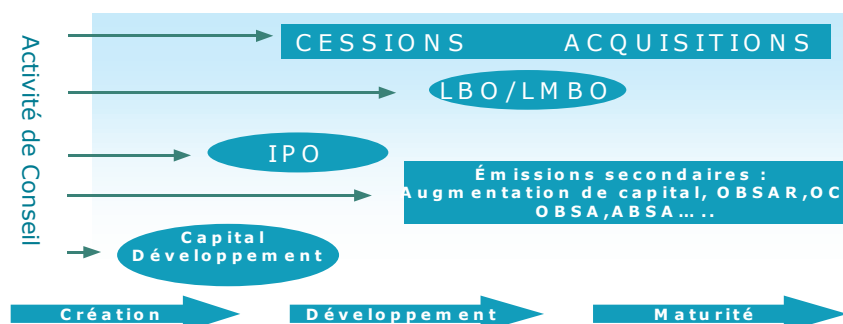 Activité de Conseil
CESSIONS ACQUISITIONS
LBO/LMBO
IPO
Émissions secondaires :
Augmentation de capital, OBSAR,OC
OBSA,ABSA.....
Capital
Développement
Création
Développement
Maturité